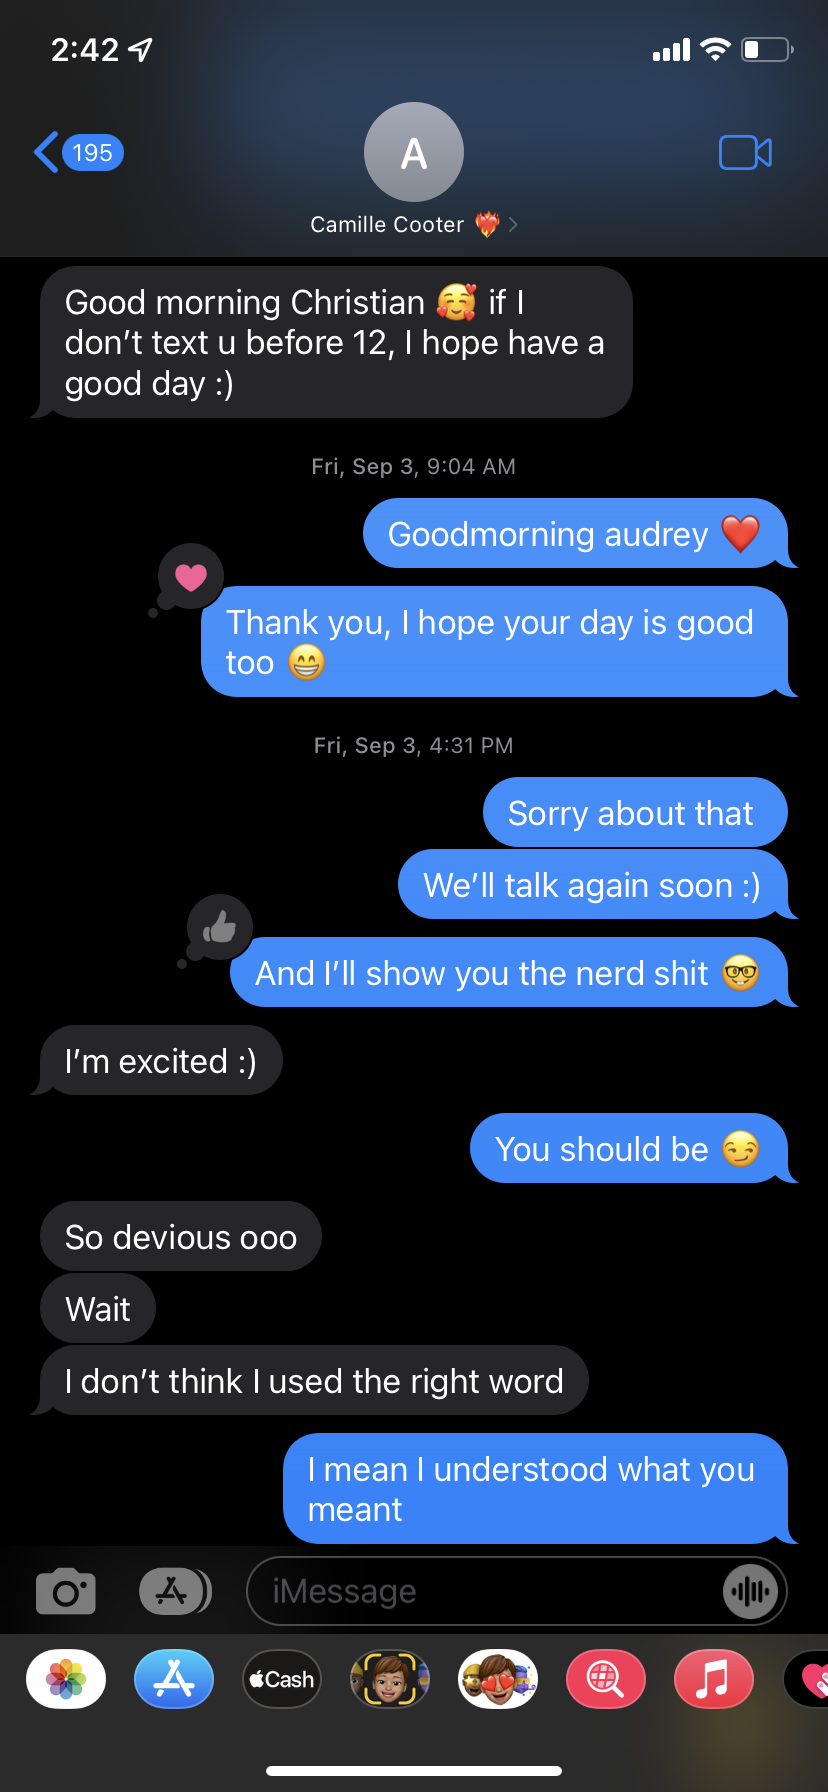 2:42
195
A
Camille Cooter ❤️‍🔥
Good morning Christian 🥰 if I
don't text u before 12, I hope have a
good day :)
Fri, Sep 3, 9:04 AM
Goodmorning audrey ❤️
Thank you, I hope your day is good
too 😁
Fri, Sep 3, 4:31 PM
Sorry about that
We'll talk again soon :)
And I'll show you the nerd shit 🤓
I'm excited :)
You should be 😏
So devious ooo
Wait
I don't think I used the right word
I mean I understood what you
meant
iMessage
Cash